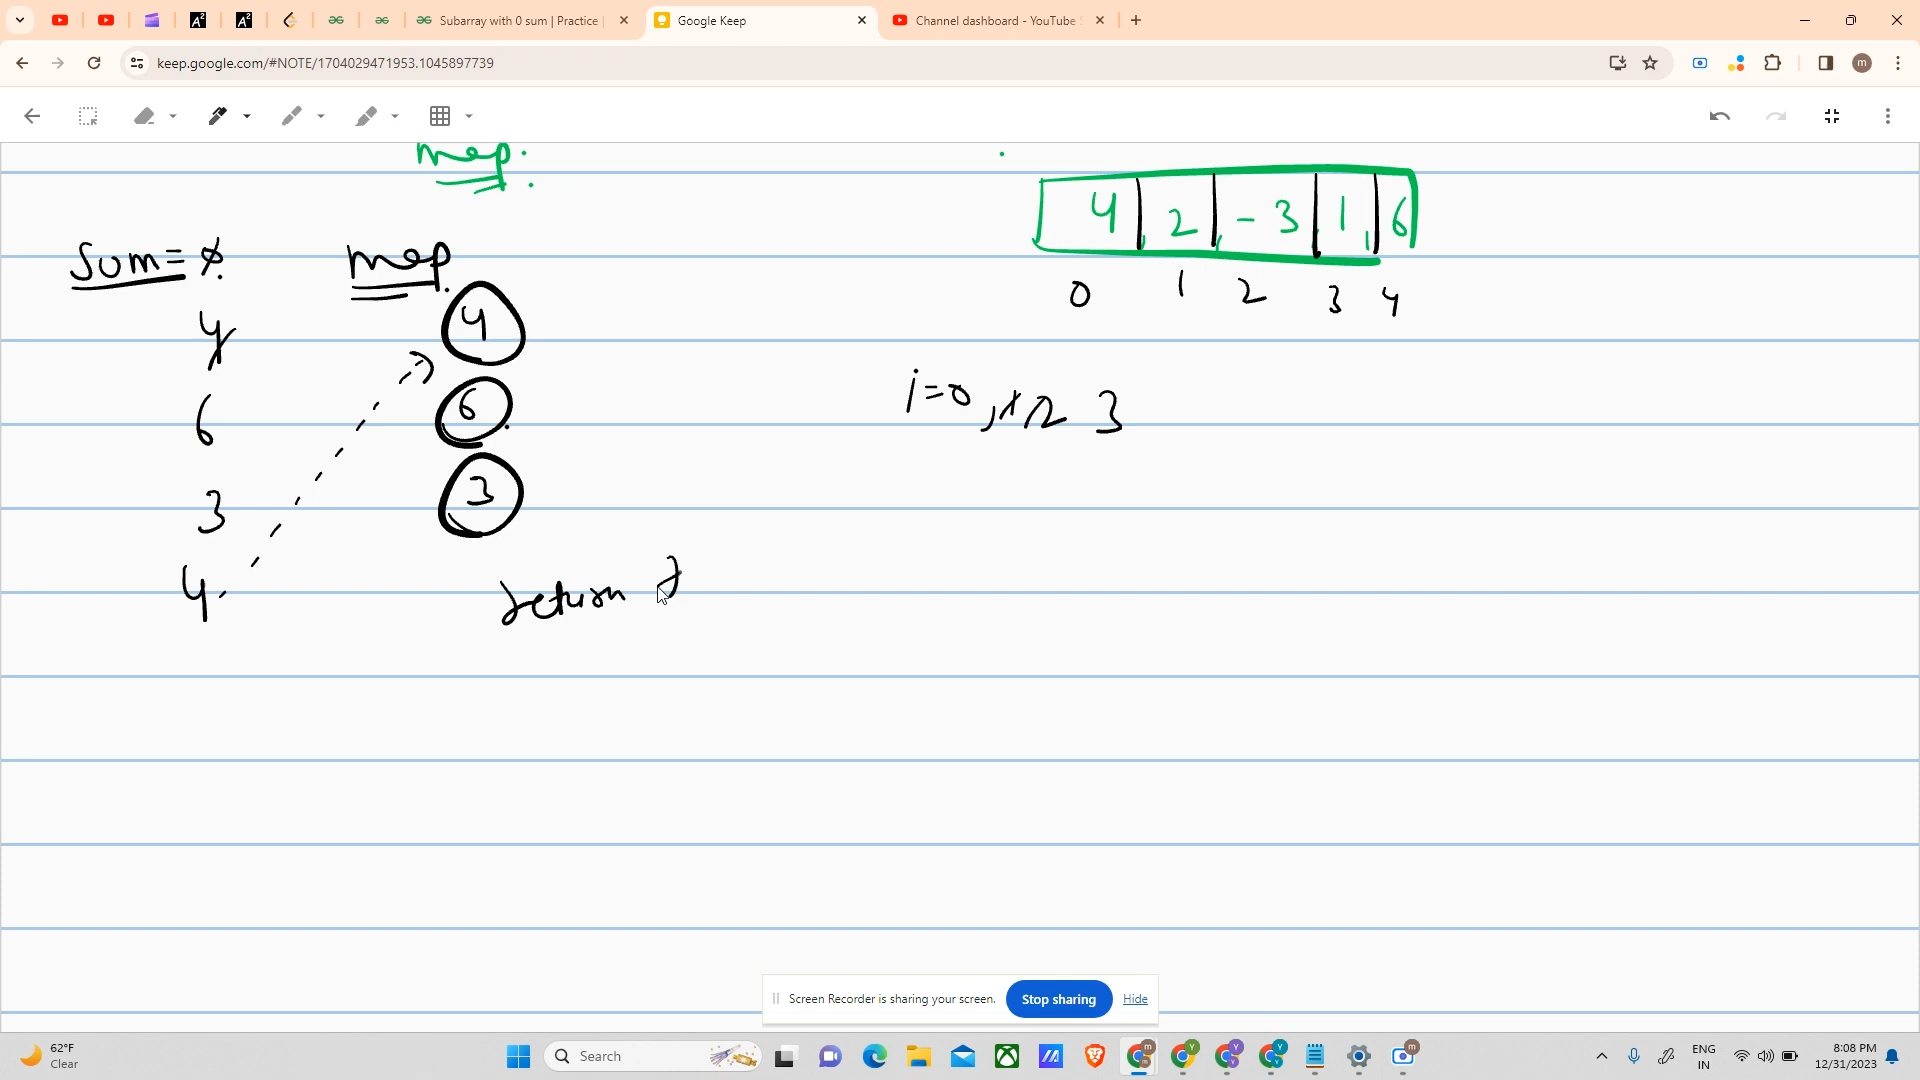 Subarray with 0 sum | Practice |
Google Keep
Channel dashboard - YouTube S
keep.google.com/#NOTE/1704029471953.1045897739
m
map.
4, 2, -3, 1, 6
0 1 2 3 4
Sum = 0
map.
4
4
6
6
3
3
4.
return
i=0, 1 2 3
Screen Recorder is sharing your screen.
Stop sharing
Hide
62°F
Clear
Search
ENG
IN
8:08 PM
12/31/2023